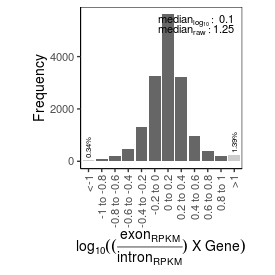 median_log10 : 0.1
median_raw : 1.25
Frequency
4000
2000
0
0.34%
1.39%
<-1
-1 to -0.8
-0.8 to -0.6
-0.6 to -0.4
-0.4 to -0.2
-0.2 to 0
0 to 0.2
0.2 to 0.4
0.4 to 0.6
0.6 to 0.8
0.8 to 1
>1
log10((exonRPKM/intronRPKM) X Gene)